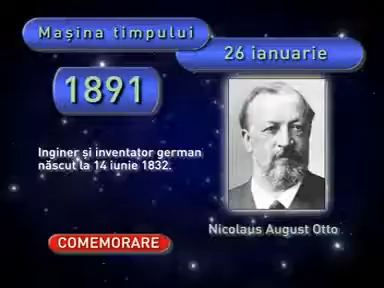 Mașina timpului
26 ianuarie
1891
Inginer și inventator german
născut la 14 iunie 1832.
Nicolaus August Otto
COMEMORARE